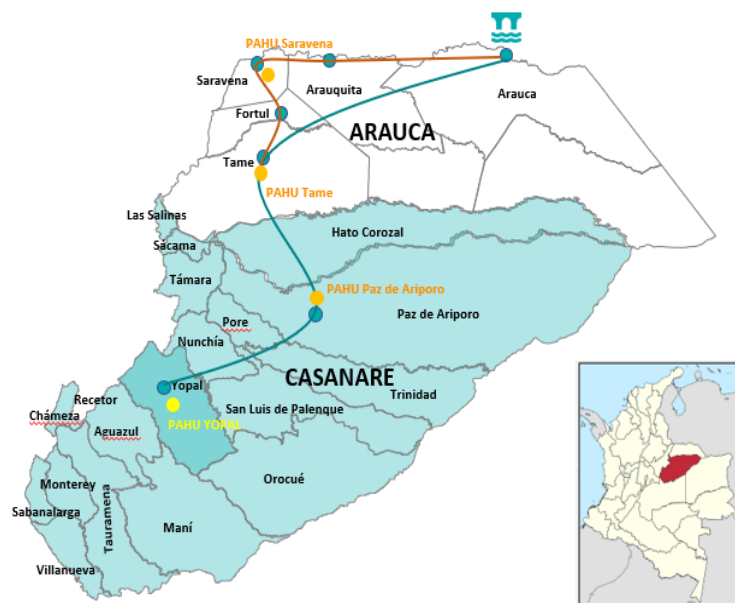 PAHU Saravena
Saravena
Arauquita
Arauca
Fortul
ARAUCA
Tame
PAHU Tame
Las Salinas
Hato Corozal
Sácama
Támara
PAHU Paz de Ariporo
Paz de Ariporo
Pore
Nunchía
Yopal
CASANARE
Trinidad
Recetor
San Luis de Palenque
Chámeza
PAHU YOPAL
Aguazul
Orocué
Monterey
Sabanalarga
Tauramena
Maní
Villanueva